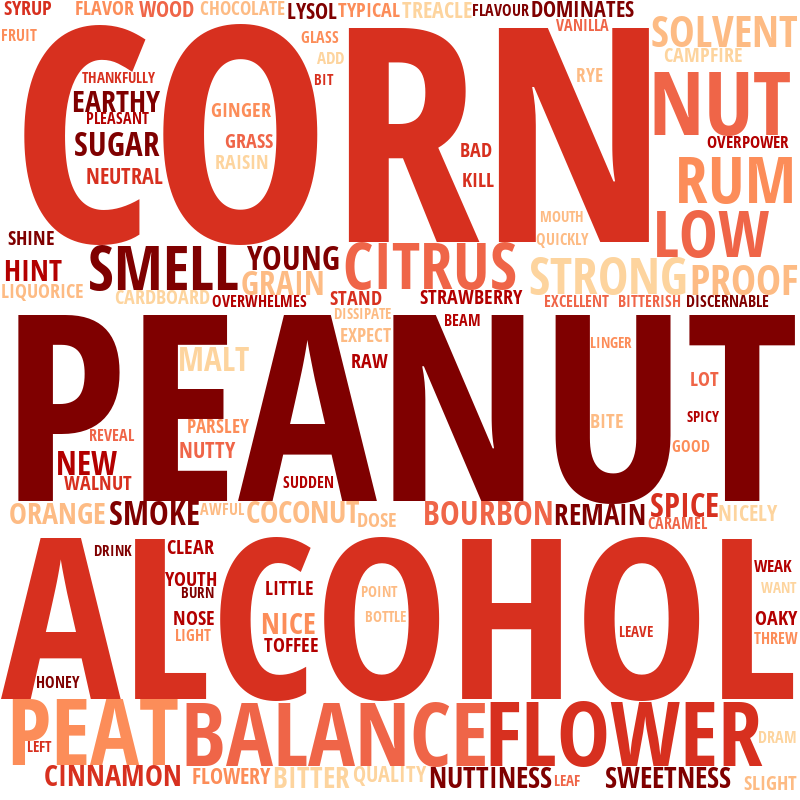 SYRUP FLAVOR WOOD CHOCOLATE LYSOL TYPICAL TREACLE FLAVOUR DOMINATES
FRUIT GLASS VANILLA SOLVENT
ADD CAMPFIRE
THANKFULLY BIT RYE NUT
CORN
EARTHY GINGER
PLEASANT
SUGAR GRASS BAD OVERPOWER
RAISIN
NEUTRAL KILL RUM
MOUTH LOW
SHINE QUICKLY
HINT SMELL YOUNG CITRUS STRONG PROOF
LIQUORICE GRAIN
CARDBOARD OVERWHELMES STAND STRAWBERRY EXCELLENT BITTERISH DISCERNABLE
DISSIPATE BEAM
EXPECT LINGER
MALT RAW LOT
PEANUT
PARSLEY BITE SPICY
REVEAL NUTTY GOOD
NEW
WALNUT SUDDEN
ORANGE SMOKE AWFUL COCONUT DOSE BOURBON REMAIN SPICE NICELY
CARAMEL
DRINK CLEAR WEAK
YOUTH LITTLE POINT WANT
BURN
ALCOHOL
NOSE NICE BOTTLE OAKY
LIGHT TOFFEE LEAVE THREW
HONEY
PEAT BALANCE FLOWER DRAM
LEFT
CINNAMON FLOWERY BITTER QUALITY NUTTINESS LEAF SWEETNESS SLIGHT